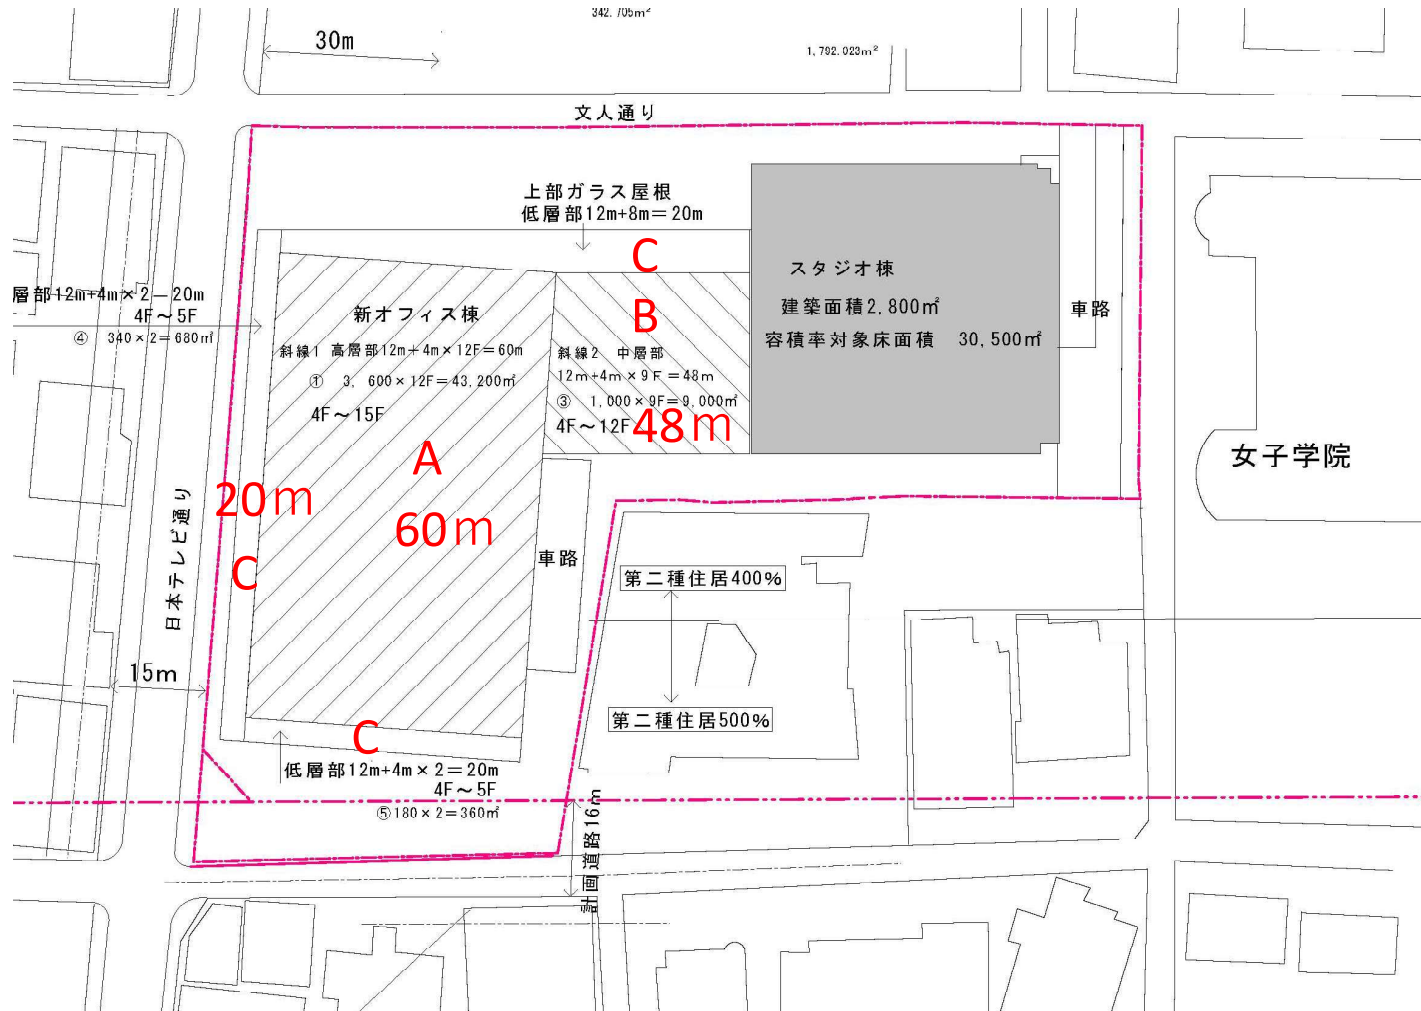 342.705m²
30m
1,792.023m²
文人通り
上部ガラス屋根
低層部12m+8m＝20m
C
スタジオ棟
建築面積2,800㎡
容積率対象床面積　30,500㎡
車路
B
層部12m+4m×2＝20m
4F～5F
④　340×2＝680㎡
新オフィス棟
斜線1　高層部12m+4m×12F＝60m
①　3，600×12F＝43,200㎡
4F～15F
斜線2　中層部
12m+4m×9F＝48m
③　1,000×9F＝9,000㎡
4F～12F
48m
A
60m
20m
C
日本テレビ通り
15m
車路
女子学院
第二種住居400%
第二種住居500%
C
低層部12m+4m×2＝20m
4F～5F
⑤180×2＝360㎡
計画道路16m